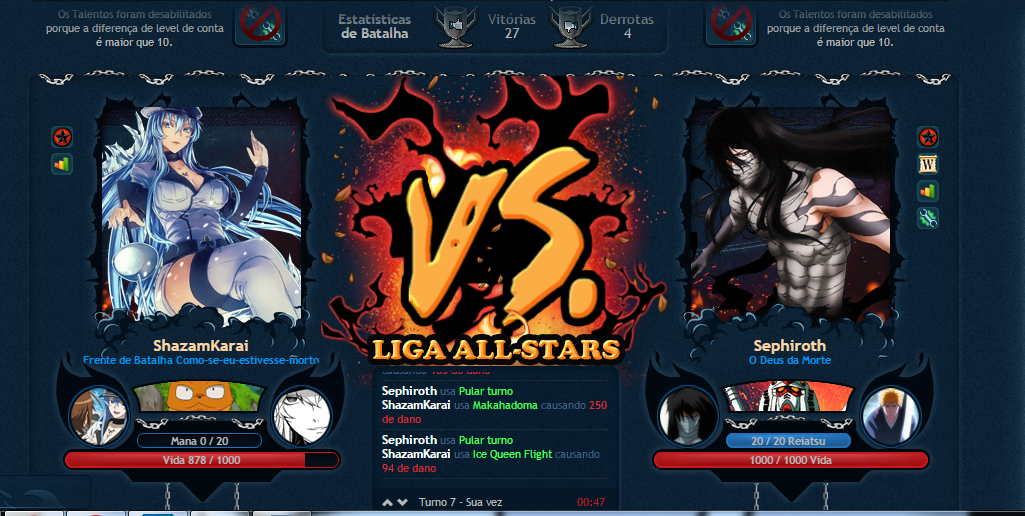 Os Talentos foram desabilitados
porque a diferença de level de conta
é maior que 10.
Estatísticas
de Batalha
Vitórias
27
Derrotas
4
Os Talentos foram desabilitados
porque a diferença de level de conta
é maior que 10.
VS.
LIGA ALL-STARS
W
ShazamKarai
Frente de Batalha Como-se-eu-estivesse-morto
Mana 0 / 20
Vida 878 / 1000
Sephiroth
O Deus da Morte
20 / 20 Reiatsu
1000 / 1000 Vida
Sephiroth usa Pular turno
ShazamKarai usa Makahadoma causando 250
de dano
Sephiroth usa Pular turno
ShazamKarai usa Ice Queen Flight causando
94 de dano
Turno 7 - Sua vez 00:47